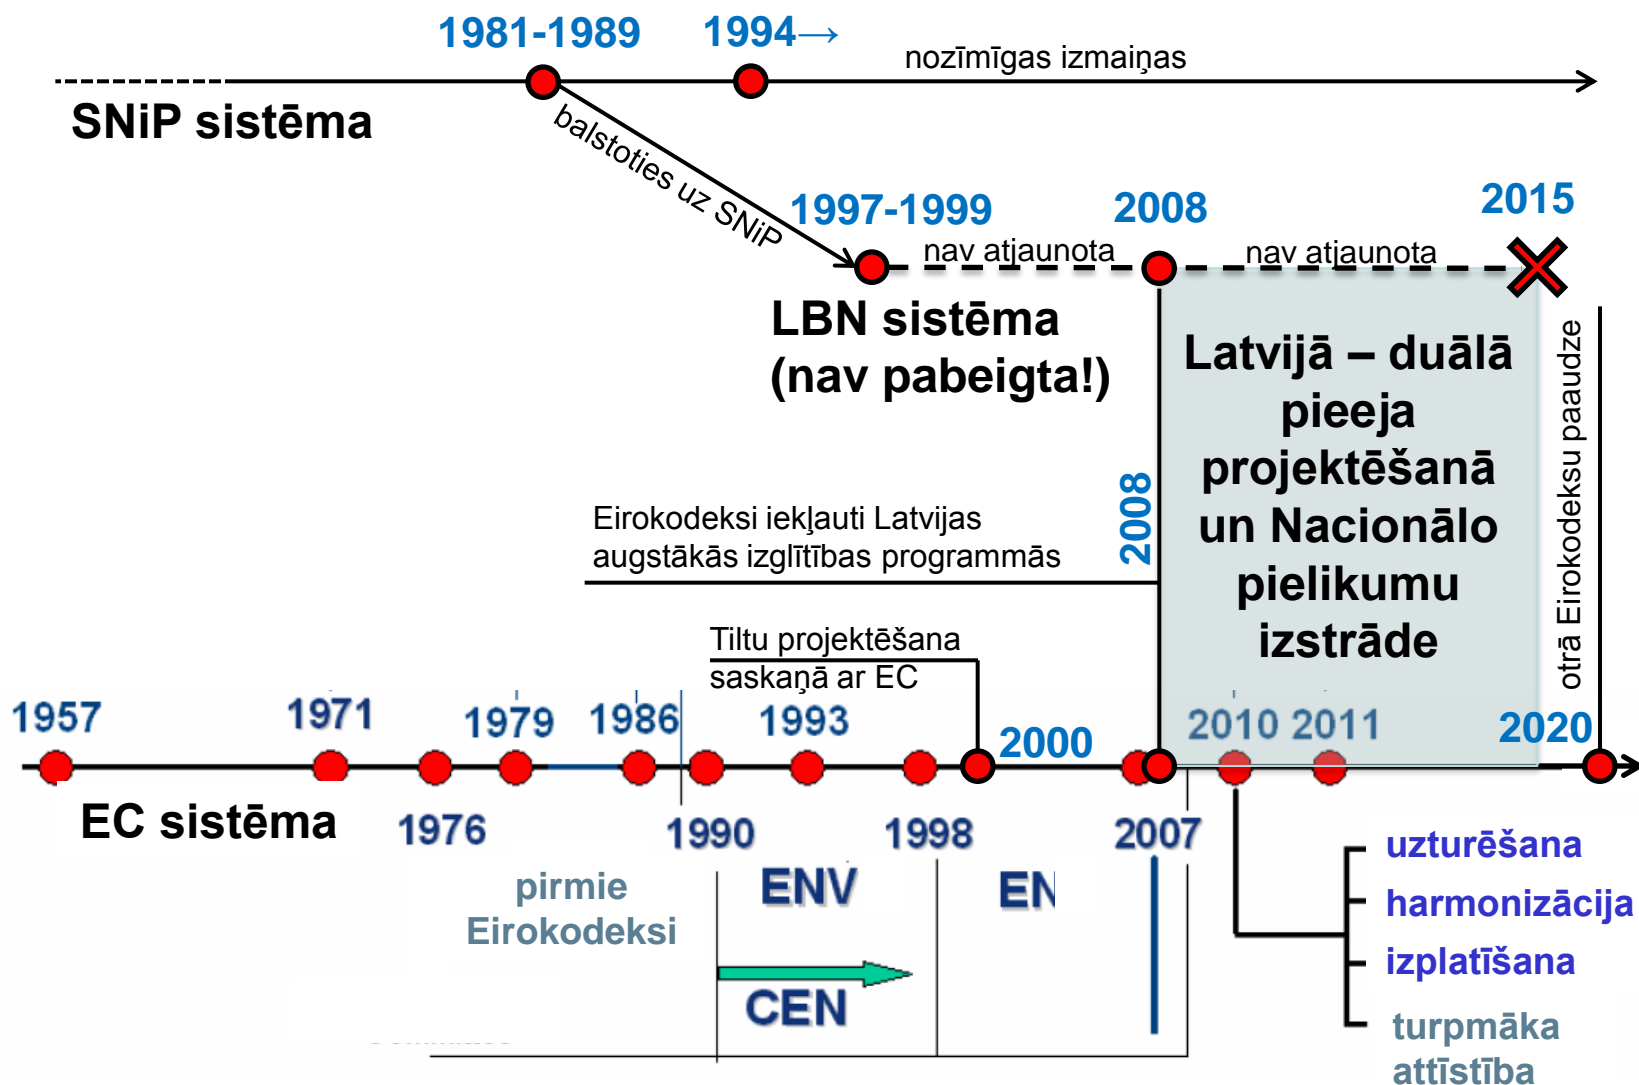 1981-1989
1994→
nozīmīgas izmaiņas
SNiP sistēma
balstoties uz SNiP
1997-1999
2008
2015
nav atjaunota
nav atjaunota
LBN sistēma
(nav pabeigta!)
Latvijā – duālā
pieeja
projektēšanā
un Nacionālo
pielikumu
izstrāde
otrā Eirokodeksu paaudze
2008
Eirokodeksi iekļauti Latvijas
augstākās izglītības programmās
Tiltu projektēšana
saskaņā ar EC
1957
1971
1979
1986
1993
2000
2010
2011
2020
EC sistēma
1976
1990
1998
2007
pirmie
Eirokodeksi
ENV
EN
CEN
uzturēšana
harmonizācija
izplatīšana
turpmāka
attīstība